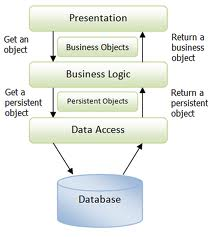 Presentation
Get an
object
Business Objects
Return a
business
object
Business Logic
Get a
persistent
object
Persistent Objects
Return a
persistent
object
Data Access
Database